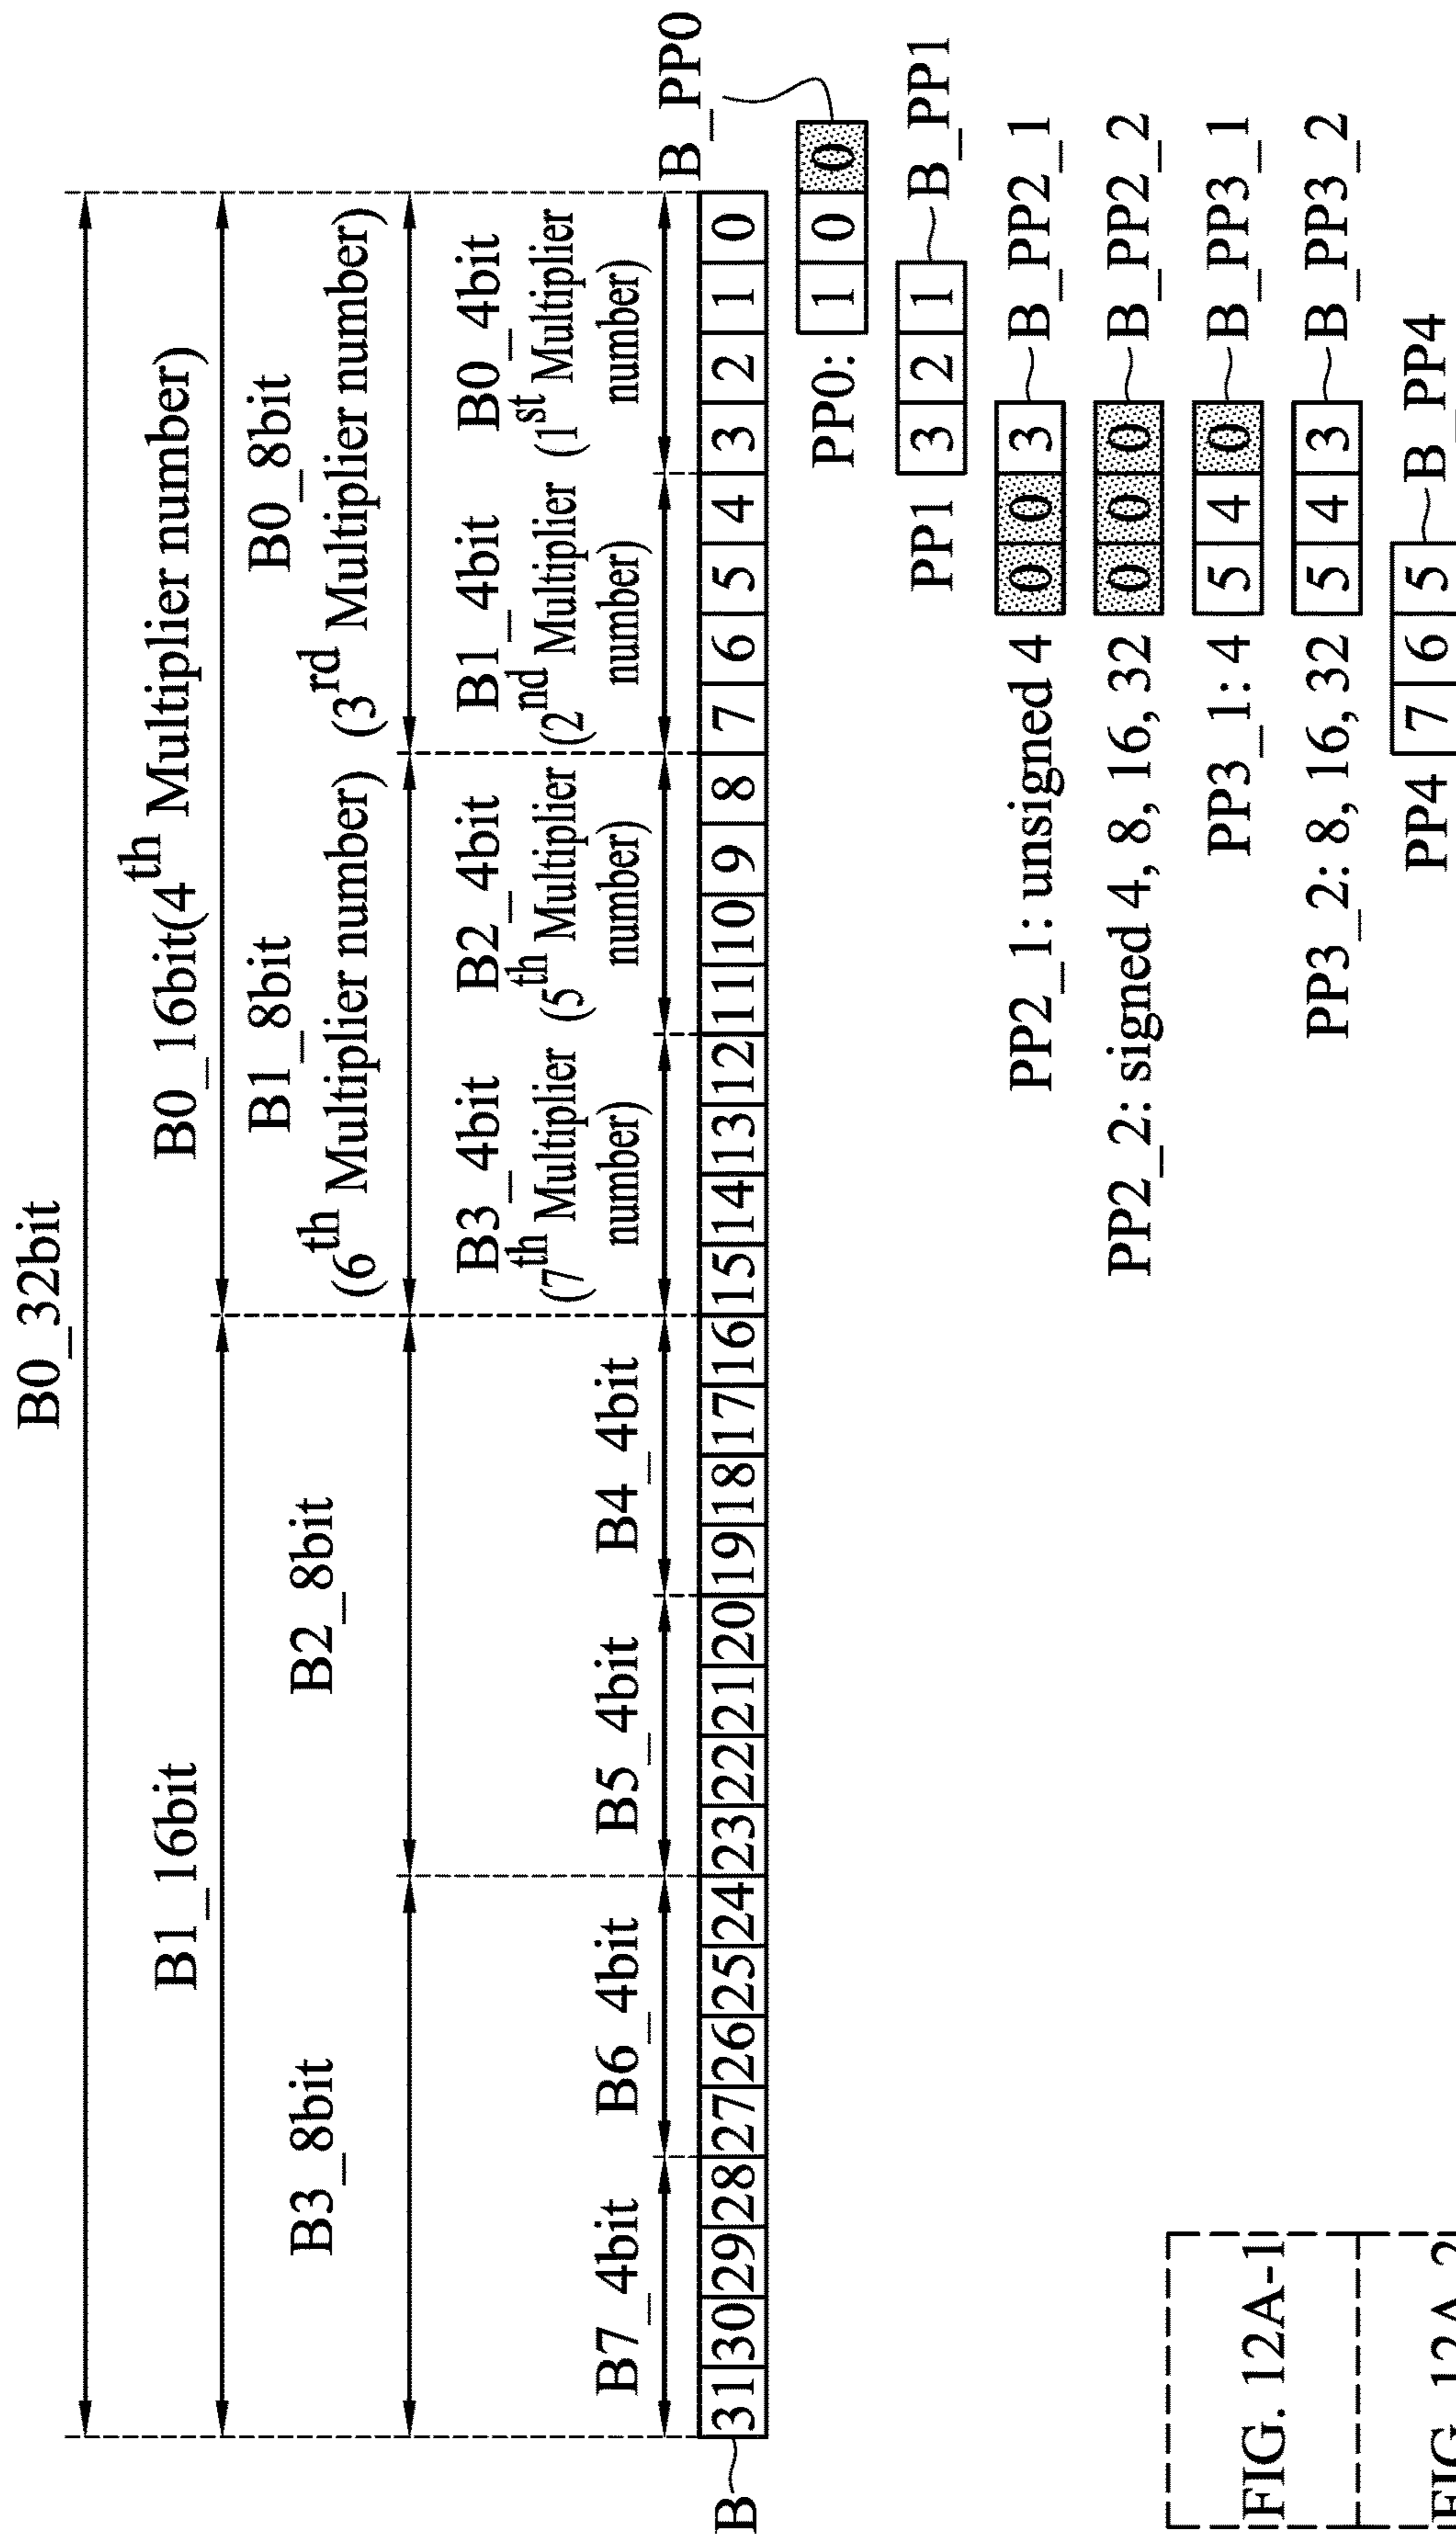 B0_32bit
B1_16bit B0_16bit(4th Multiplier number)
B3_8bit B2_8bit B1_8bit B0_8bit
(6th Multiplier number) (3rd Multiplier number)
B7_4bit B6_4bit B5_4bit B4_4bit B3_4bit B2_4bit B1_4bit B0_4bit
(7th Multiplier number) (5th Multiplier number) (2nd Multiplier number) (1st Multiplier number)
B 31 30 29 28 27 26 25 24 23 22 21 20 19 18 17 16 15 14 13 12 11 10 9 8 7 6 5 4 3 2 1 0
B_PP0
PP0: 1 0 0
PP1 3 2 1 B_PP1
PP2_1: unsigned 4 0 0 3 B_PP2_1
PP2_2: signed 4, 8, 16, 32 0 0 0 B_PP2_2
PP3_1: 4 5 4 0 B_PP3_1
PP3_2: 8, 16, 32 5 4 3 B_PP3_2
PP4 7 6 5 B_PP4
FIG. 12A-1
FIG. 12A-2